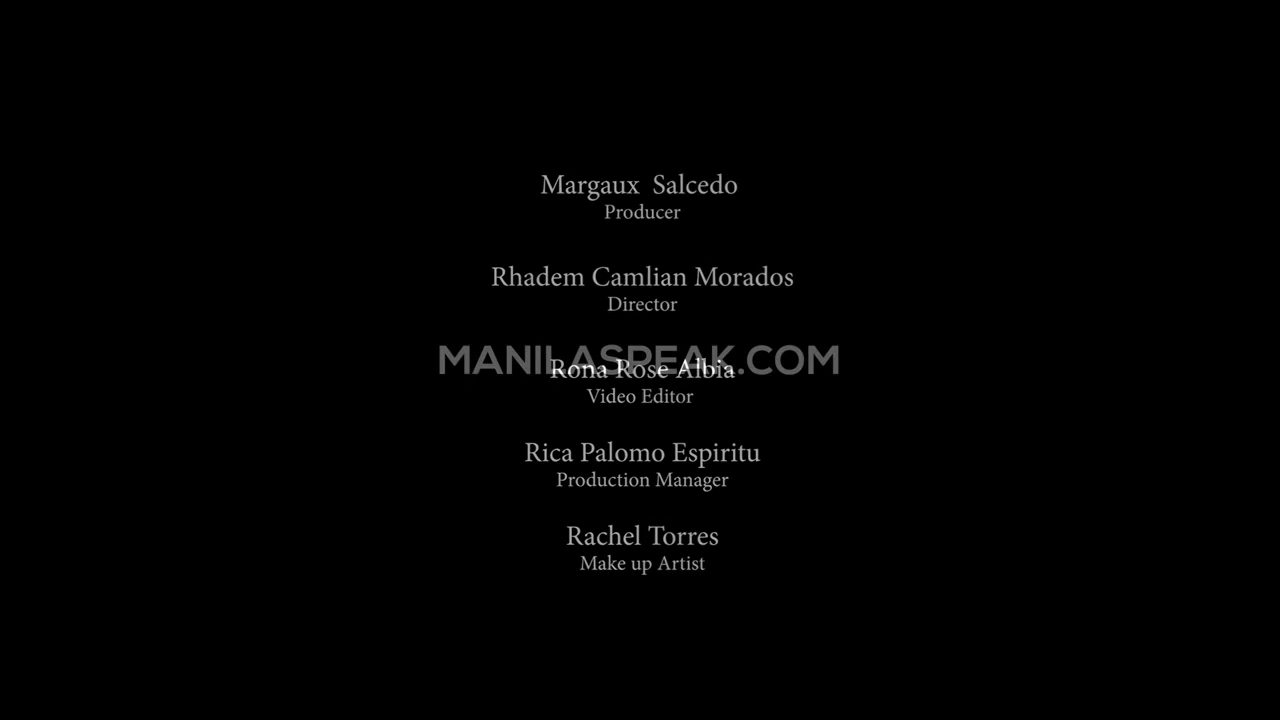 Margaux Salcedo
Producer
Rhadem Camlian Morados
Director
MANILASPEAK.COM
Rona Rose Albia
Video Editor
Rica Palomo Espiritu
Production Manager
Rachel Torres
Make up Artist